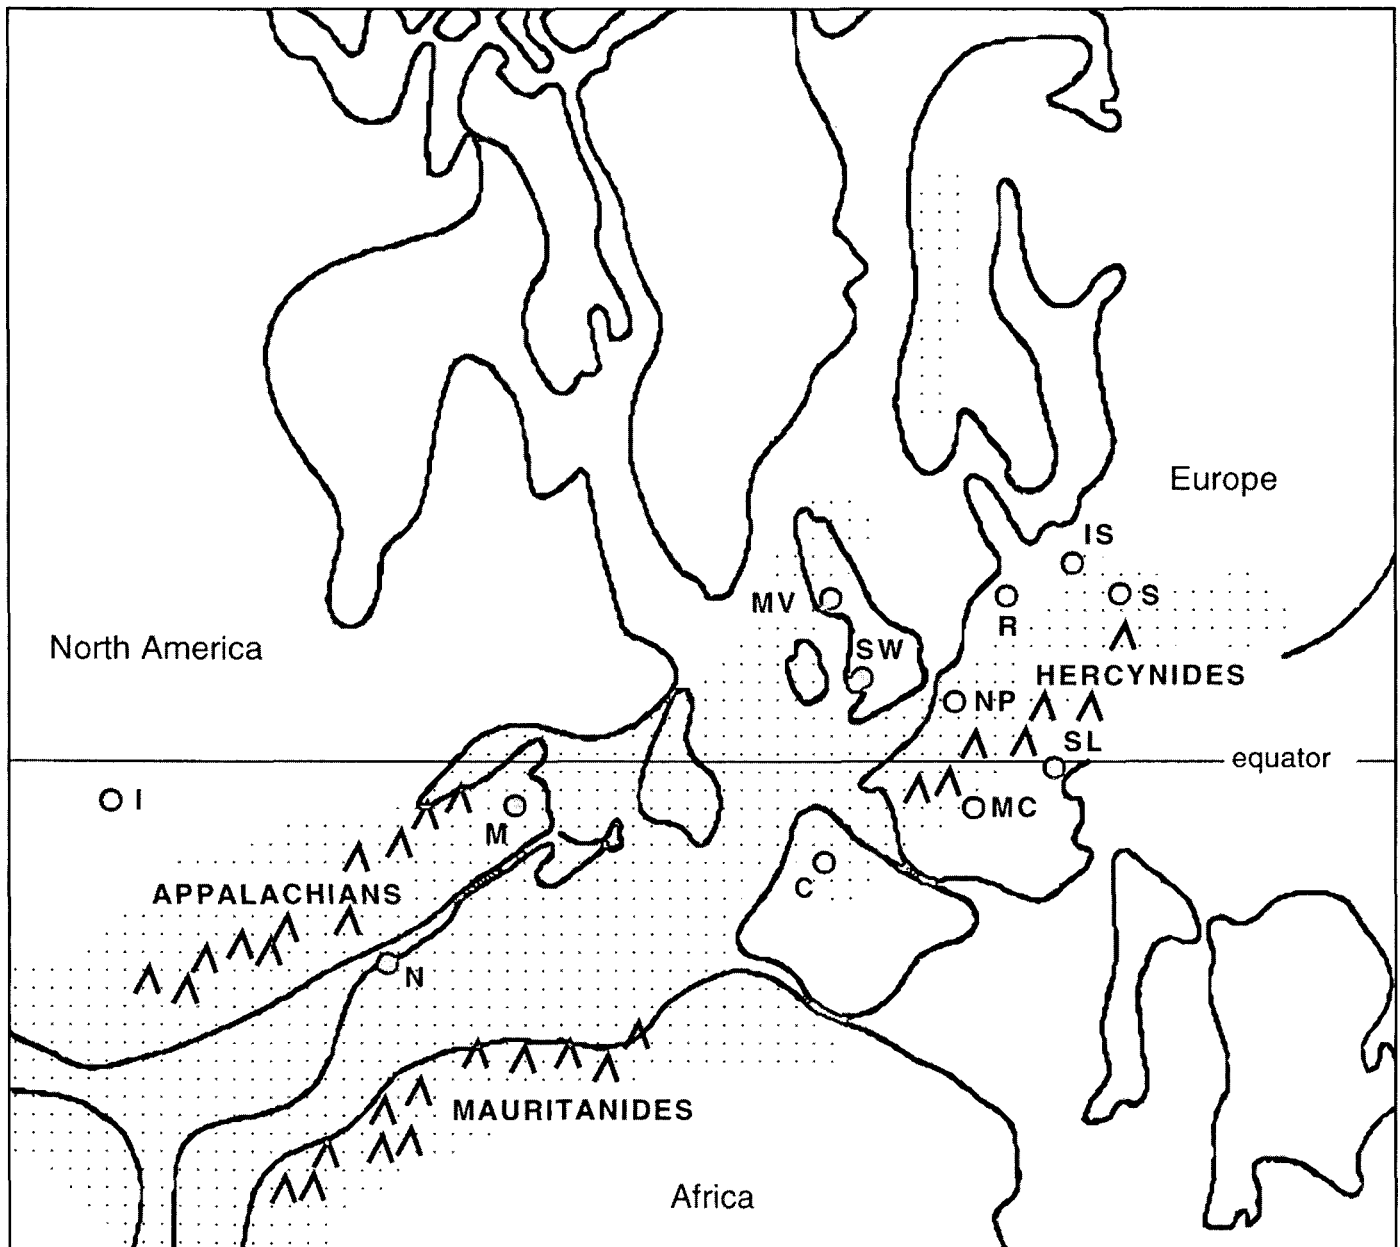 Europe
IS
MV
S
R
North America
SW
HERCYNIDES
NP
SL
equator
I
MC
M
C
APPALACHIANS
N
MAURITANIDES
Africa